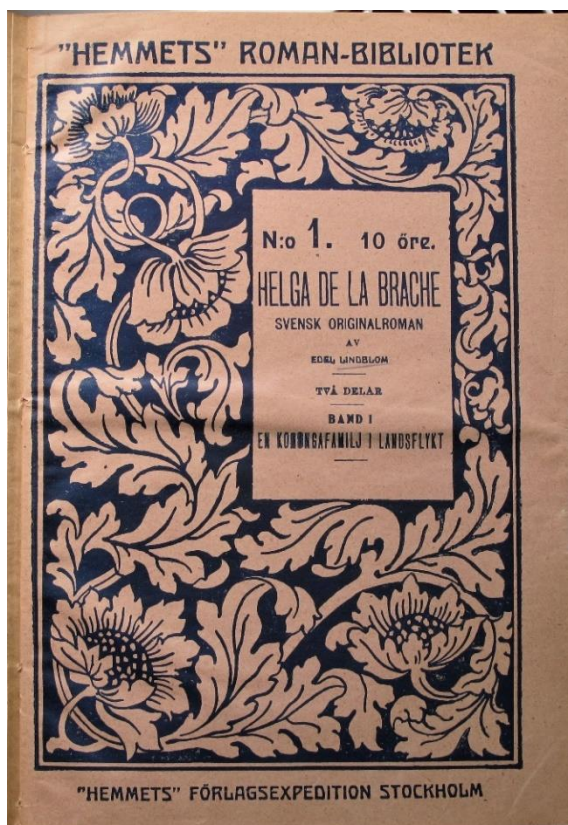 "HEMMETS" ROMAN-BIBLIOTEK
N:o 1. 10 öre.
HELGA DE LA BRACHE
SVENSK ORIGINALROMAN
AV
EDEL LINDBLOM
TVÅ DELAR
BAND I
EN KONUNGAFAMILJ I LANDSFLYKT
"HEMMETS" FÖRLAGSEXPEDITION STOCKHOLM